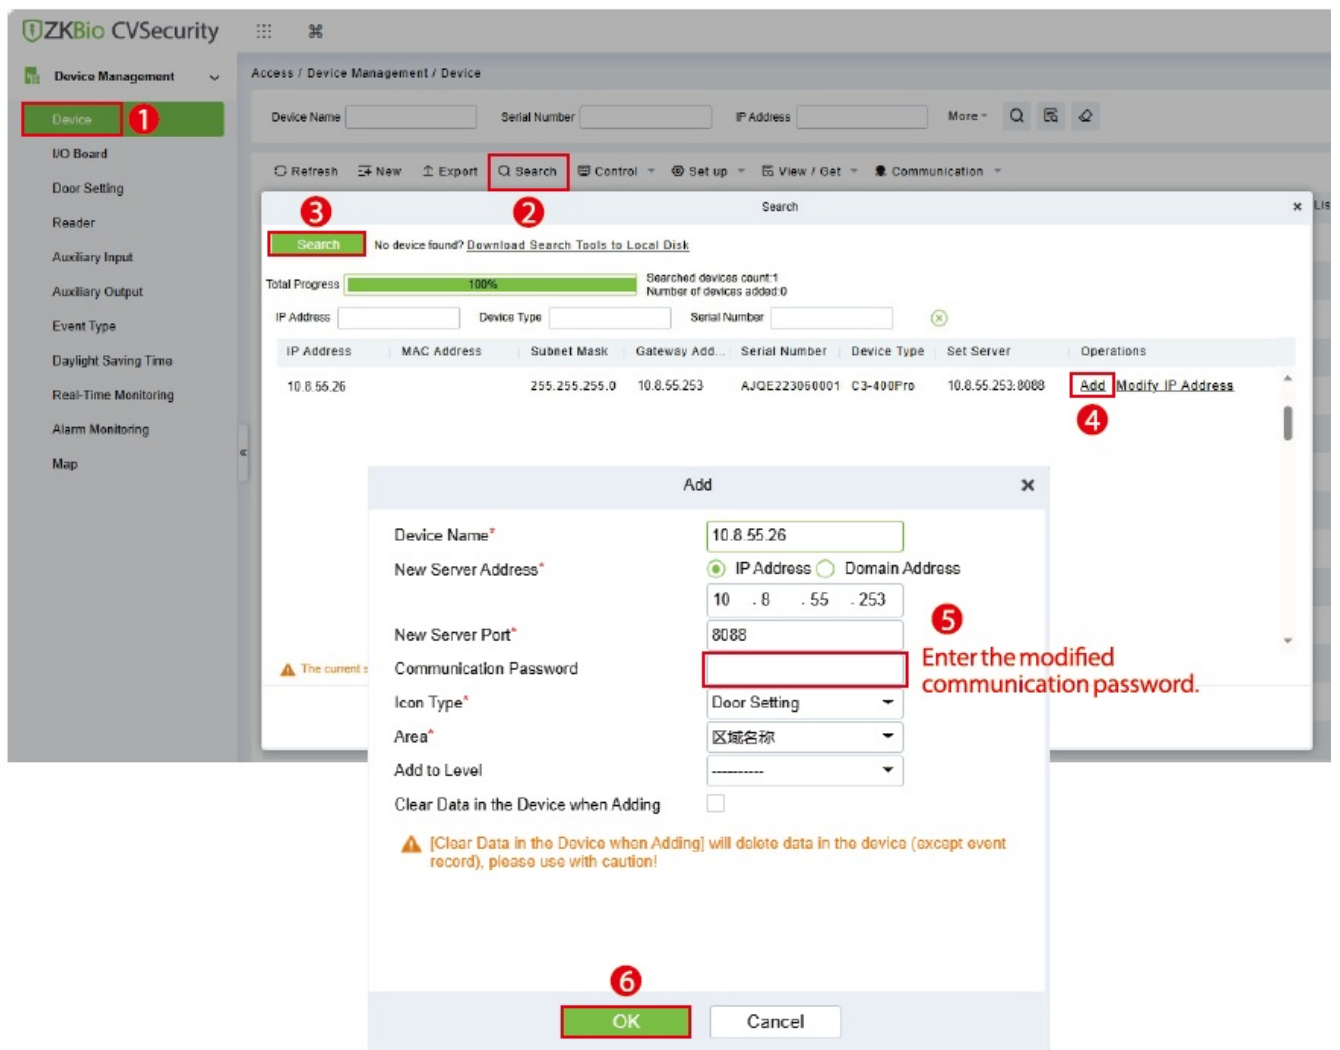 ZKBio CVSecurity
Device Management
Access / Device Management / Device
Device 1
Device Name Serial Number IP Address More
I/O Board
Refresh New Export Search Control Set up View / Get Communication
Door Setting
2
Search
Lis
Reader
3
Search No device found? Download Search Tools to Local Disk
Auxiliary Input
Total Progress 100% Searched devices count:1
Number of devices added:0
Auxiliary Output
IP Address Device Type Serial Number
Event Type
IP Address MAC Address Subnet Mask Gateway Add... Serial Number Device Type Set Server Operations
Daylight Saving Time
10.8.55.26 255.255.255.0 10.8.55.253 AJQE223060001 C3-400Pro 10.8.55.253:8088 Add Modify IP Address
Real-Time Monitoring
4
Alarm Monitoring
Map
Add
Device Name* 10.8.55.26
New Server Address* IP Address Domain Address
10 . 8 . 55 . 253
New Server Port* 8088
5
Enter the modified
communication password.
The current s
Communication Password
Icon Type* Door Setting
Area* 区域名称
Add to Level ----------
Clear Data in the Device when Adding
[Clear Data in the Device when Adding] will delete data in the device (except event
record), please use with caution!
6
OK Cancel